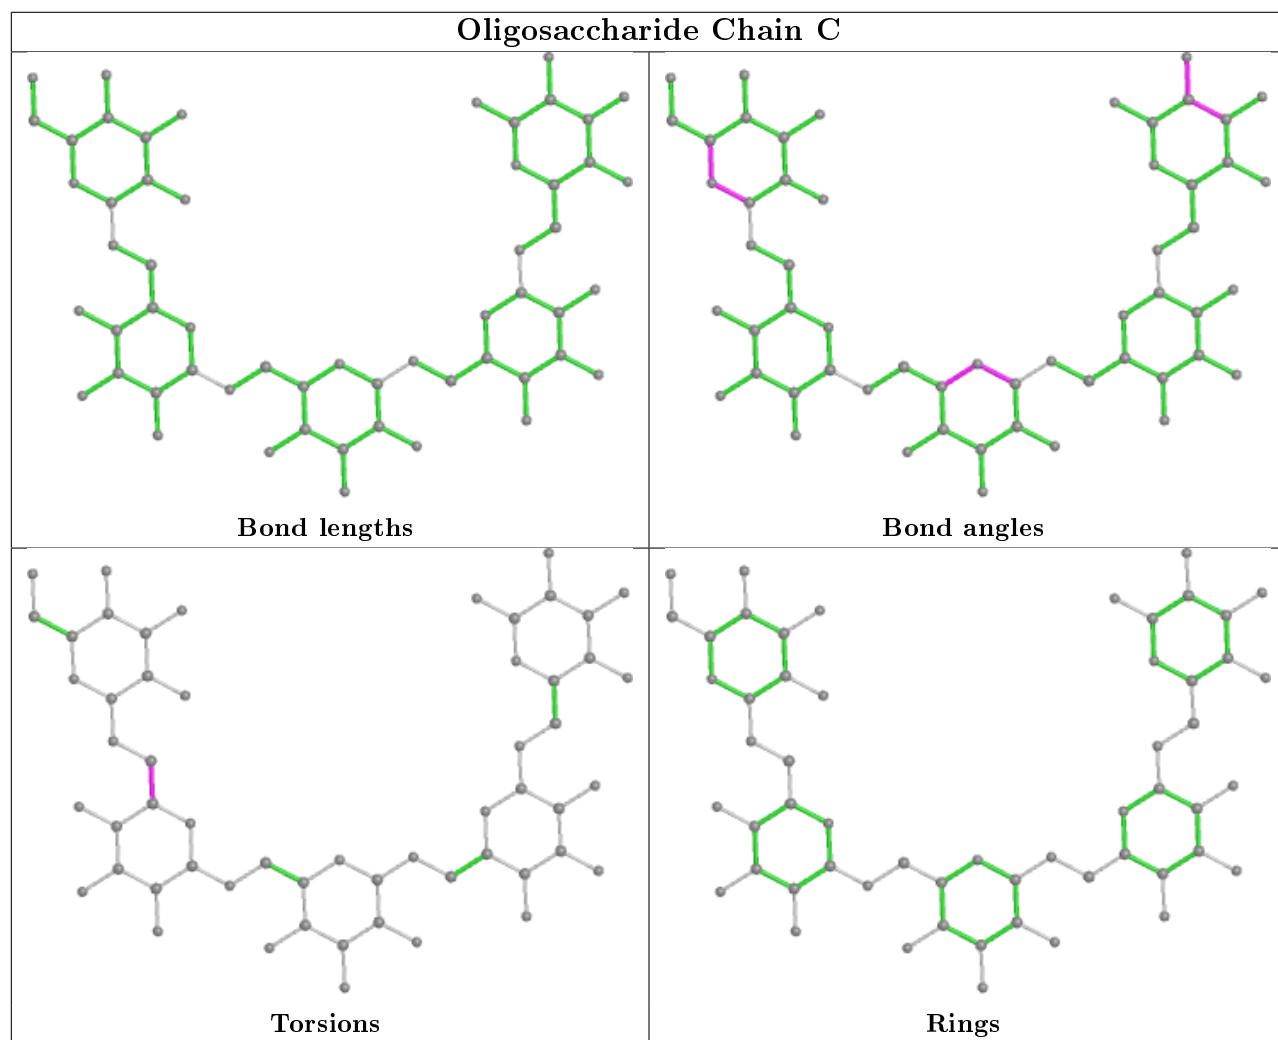 Oligosaccharide Chain C
Bond lengths
Bond angles
Torsions
Rings